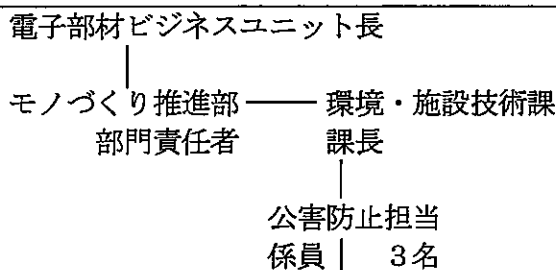 電子部材ビジネスユニット長
モノづくり推進部 環境・施設技術課
部門責任者 課長
公害防止担当
係員 3名